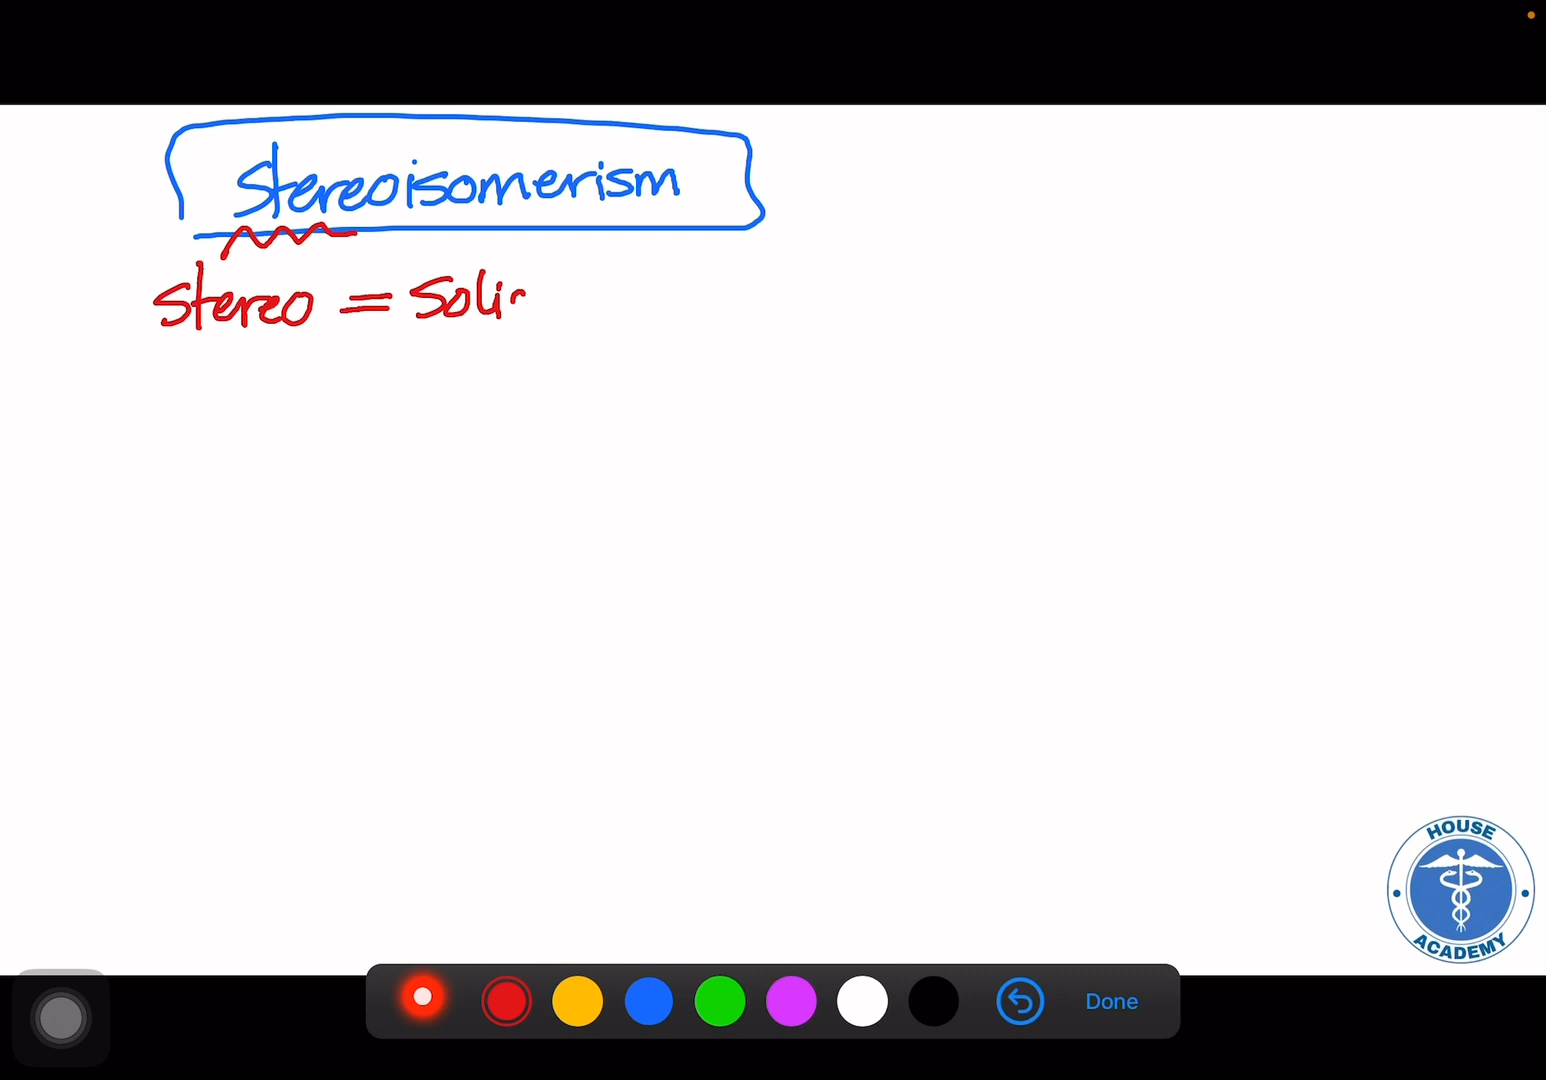 Stereoisomerism
Stereo = Soli
HOUSE
ACADEMY
Done